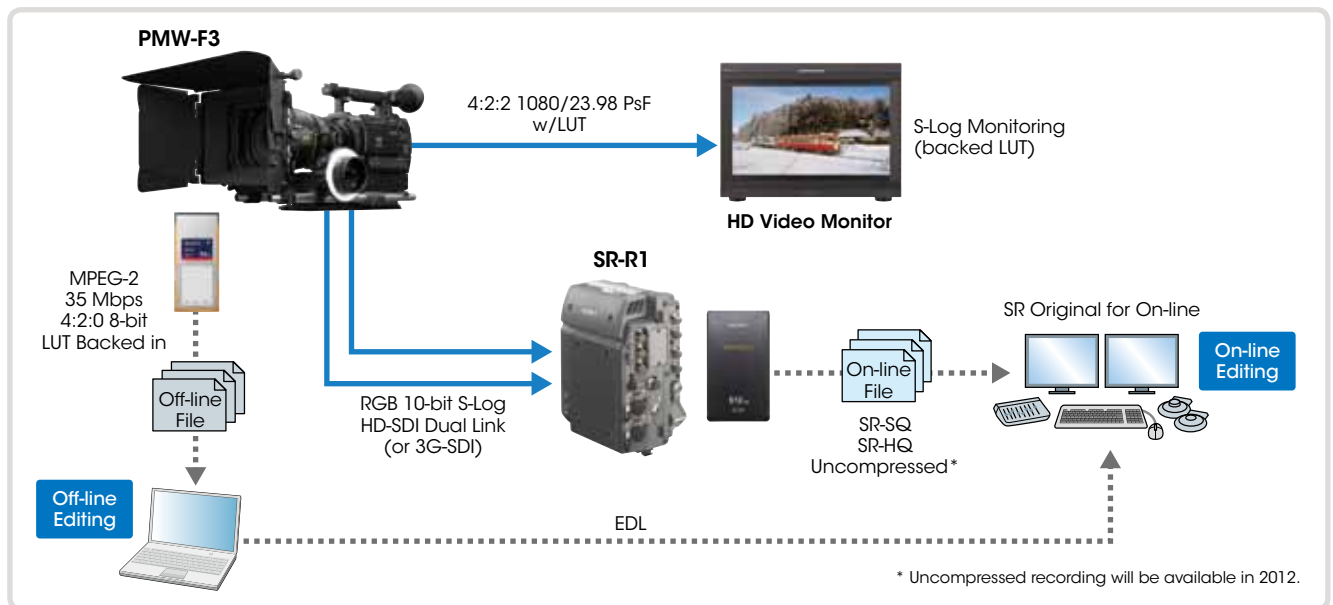 PMW-F3
4:2:2 1080/23.98 PsF
w/LUT
S-Log Monitoring
(backed LUT)
HD Video Monitor
MPEG-2
35 Mbps
4:2:0 8-bit
LUT Backed in
Off-line
File
Off-line
Editing
RGB 10-bit S-Log
HD-SDI Dual Link
(or 3G-SDI)
SR-R1
On-line
File
SR-SQ
SR-HQ
Uncompressed*
SR Original for On-line
On-line
Editing
EDL
* Uncompressed recording will be available in 2012.